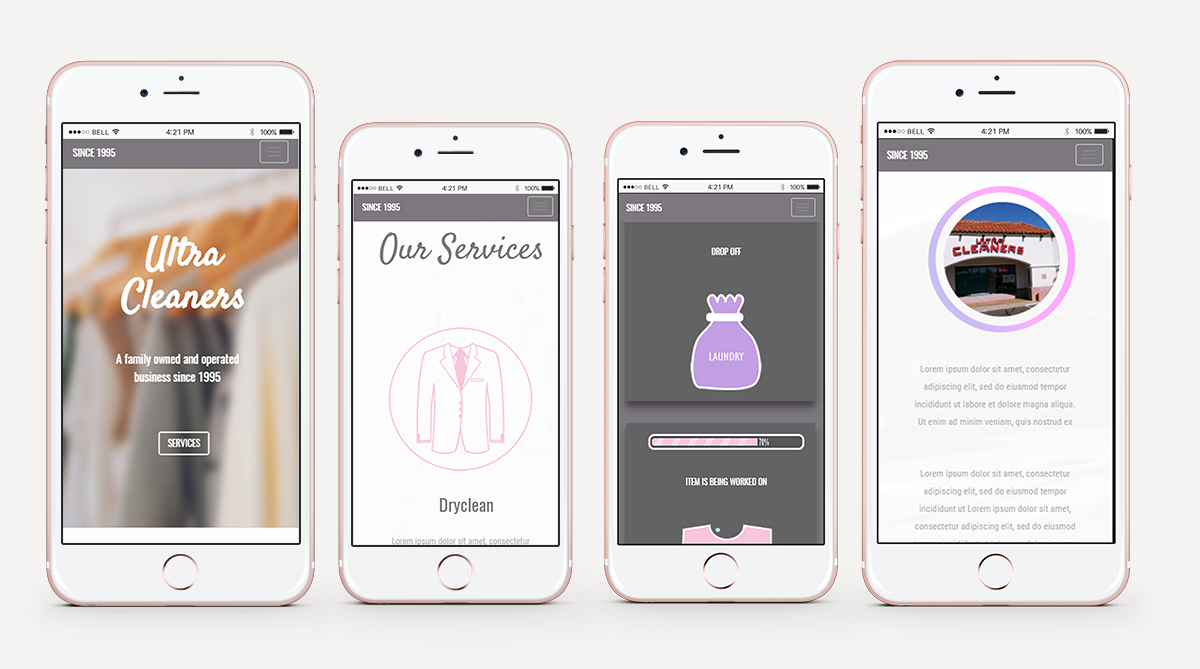 ●●●○○ BELL 4:21 PM 100%
SINCE 1995
Ultra
Cleaners
A family owned and operated
business since 1995
SERVICES
●●●○○ BELL 4:21 PM 100%
SINCE 1995
Our Services
Dryclean
Lorem ipsum dolor sit amet, consectetur
●●●○○ BELL 4:21 PM 100%
SINCE 1995
DROP OFF
LAUNDRY
70%
ITEM IS BEING WORKED ON
●●●○○ BELL 4:21 PM 100%
SINCE 1995
ULTRA
CLEANERS
Lorem ipsum dolor sit amet, consectetur
adipiscing elit, sed do eiusmod tempor
incididunt ut labore et dolore magna aliqua.
Ut enim ad minim veniam, quis nostrud ex
Lorem ipsum dolor sit amet, consectetur
adipiscing elit, sed do eiusmod tempor
incididunt ut Lorem ipsum dolor sit amet,
consectetur adipiscing elit, sed do eiusmod